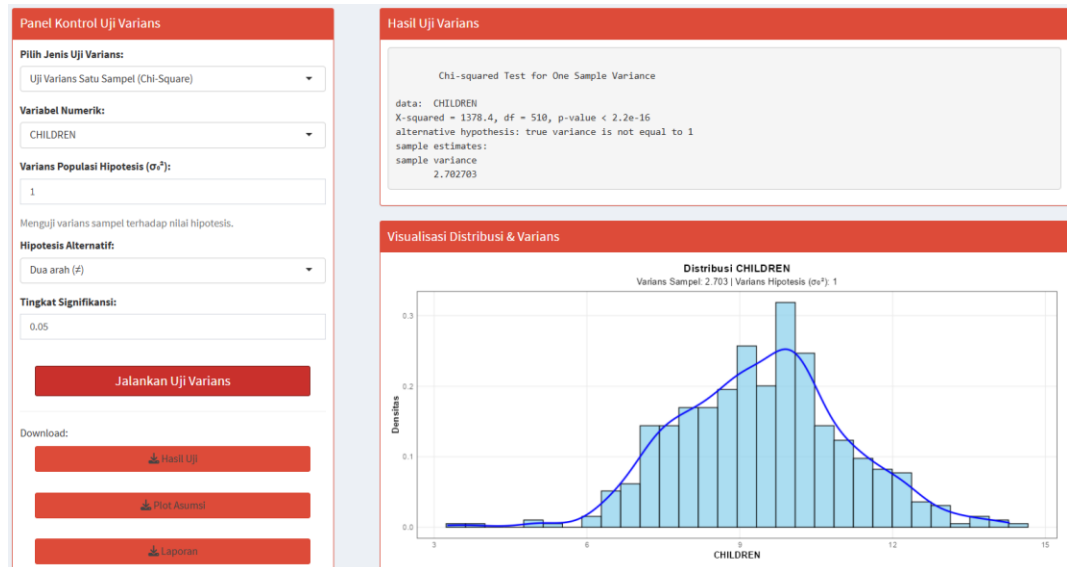 Panel Kontrol Uji Varians
Pilih Jenis Uji Varians:
Uji Varians Satu Sampel (Chi-Square)
Variabel Numerik:
CHILDREN
Varians Populasi Hipotesis (σ₀²):
1
Menguji varians sampel terhadap nilai hipotesis.
Hipotesis Alternatif:
Dua arah (≠)
Tingkat Signifikansi:
0.05
Jalankan Uji Varians
Download:
Hasil Uji
Plot Asumsi
Laporan
Hasil Uji Varians
Chi-squared Test for One Sample Variance
data: CHILDREN
X-squared = 1378.4, df = 510, p-value < 2.2e-16
alternative hypothesis: true variance is not equal to 1
sample estimates:
sample variance
2.702703
Visualisasi Distribusi & Varians
Distribusi CHILDREN
Varians Sampel: 2.703 | Varians Hipotesis (σ₀²): 1
Densitas
0.3
0.2
0.1
0.0
3 6 9 12 15
CHILDREN